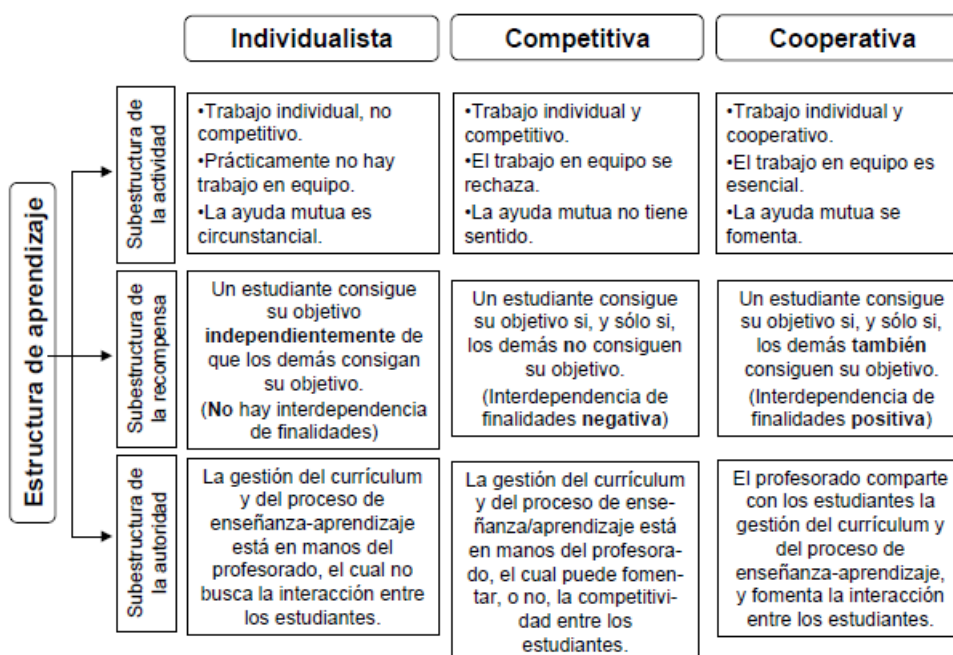 Individualista
Competitiva
Cooperativa
Estructura de aprendizaje
Subestructura de
la actividad
•Trabajo individual, no
competitivo.
•Prácticamente no hay
trabajo en equipo.
•La ayuda mutua es
circunstancial.
•Trabajo individual y
competitivo.
•El trabajo en equipo se
rechaza.
•La ayuda mutua no tiene
sentido.
•Trabajo individual y
cooperativo.
•El trabajo en equipo es
esencial.
•La ayuda mutua se
fomenta.
Subestructura de
la recompensa
Un estudiante consigue
su objetivo
independientemente de
que los demás consigan
su objetivo.
(No hay interdependencia
de finalidades)
Un estudiante consigue
su objetivo si, y sólo si,
los demás no consiguen
su objetivo.
(Interdependencia de
finalidades negativa)
Un estudiante consigue
su objetivo si, y sólo si,
los demás también
consiguen su objetivo.
(Interdependencia de
finalidades positiva)
Subestructura de
la autoridad
La gestión del currículum
y del proceso de
enseñanza-aprendizaje
está en manos del
profesorado, el cual no
busca la interacción entre
los estudiantes.
La gestión del currículum
y del proceso de ense-
ñanza/aprendizaje está
en manos del profesora-
do, el cual puede fomen-
tar, o no, la competitivi-
dad entre los
estudiantes.
El profesorado comparte
con los estudiantes la
gestión del currículum y
del proceso de
enseñanza-aprendizaje,
y fomenta la interacción
entre los estudiantes.